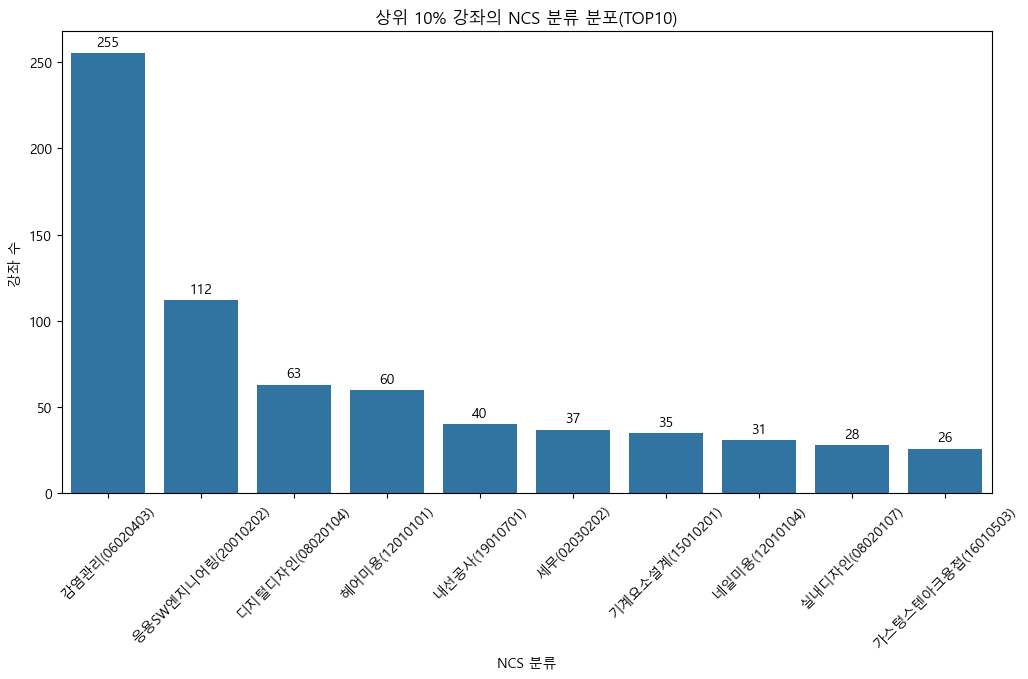 상위 10% 강좌의 NCS 분류 분포(TOP10)
강좌 수
250
200
150
100
50
0
255
112
63
60
40
37
35
31
28
26
감염관리(06020403)
응용SW엔지니어링(20010202)
디지털디자인(08020104)
헤어미용(12010101)
내선공사(19010701)
세무(02030202)
기계요소설계(15010201)
네일미용(12010104)
실내디자인(08020107)
가스텅스텐아크용접(16010503)
NCS 분류